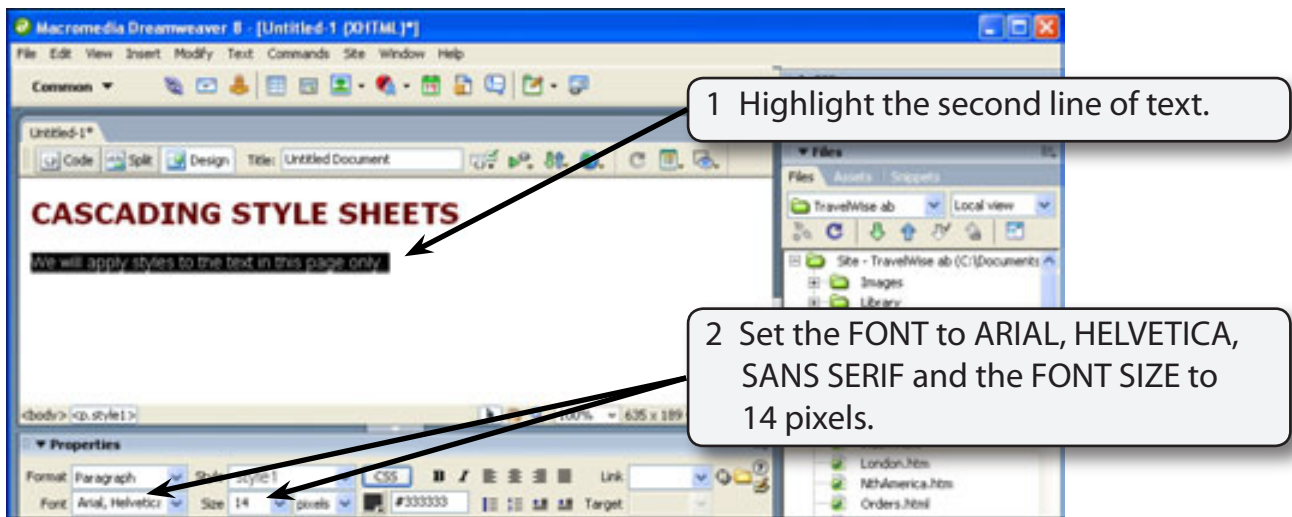 Macromedia Dreamweaver 8 - [Untitled-1 (XHTML)*]
File Edit View Insert Modify Text Commands Site Window Help
Common
1 Highlight the second line of text.
Untitled-1*
Code Split Design Title: Untitled Document
Files
Files Assets Snippets
TravelWise ab Local view
CASCADING STYLE SHEETS
We will apply styles to the text in this page only.
Site - TravelWise ab (C:\Documents
Images
Library
2 Set the FONT to ARIAL, HELVETICA,
SANS SERIF and the FONT SIZE to
14 pixels.
<body> <p.style1> 100% 635 x 189
Properties
Format Paragraph Style Style1 CSS B I Link
Font Arial, Helvetica Size 14 pixels #333333 Target
London.htm
NthAmerica.htm
Orders.html